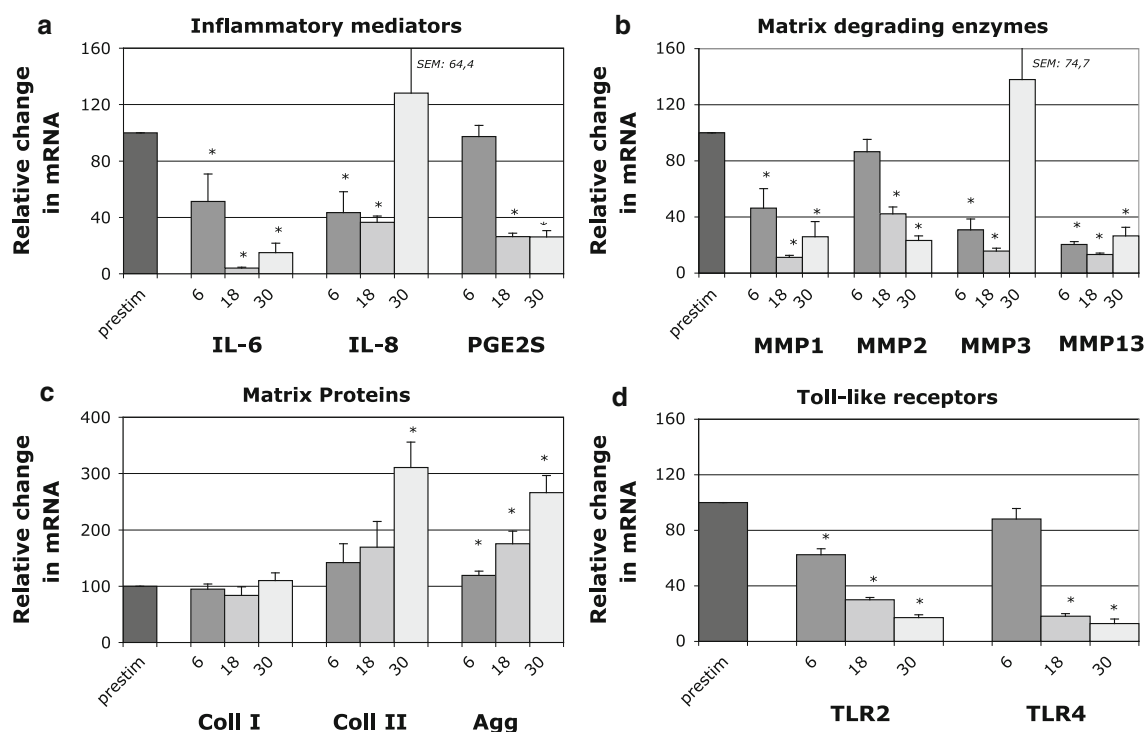 a
Inflammatory mediators
Relative change
in mRNA
160
120
80
40
0
SEM: 64,4
* * * * * * *
prestim 6 18 30 6 18 30 6 18 30
IL-6 IL-8 PGE2S
b
Matrix degrading enzymes
Relative change
in mRNA
160
120
80
40
0
SEM: 74,7
* * * * * * * * * *
prestim 6 18 30 6 18 30 6 18 30 6 18 30
MMP1 MMP2 MMP3 MMP13
c
Matrix Proteins
Relative change
in mRNA
400
300
200
100
0
* * * *
prestim 6 18 30 6 18 30 6 18 30
Coll I Coll II Agg
d
Toll-like receptors
Relative change
in mRNA
160
120
80
40
0
* * * * *
prestim 6 18 30 6 18 30
TLR2 TLR4